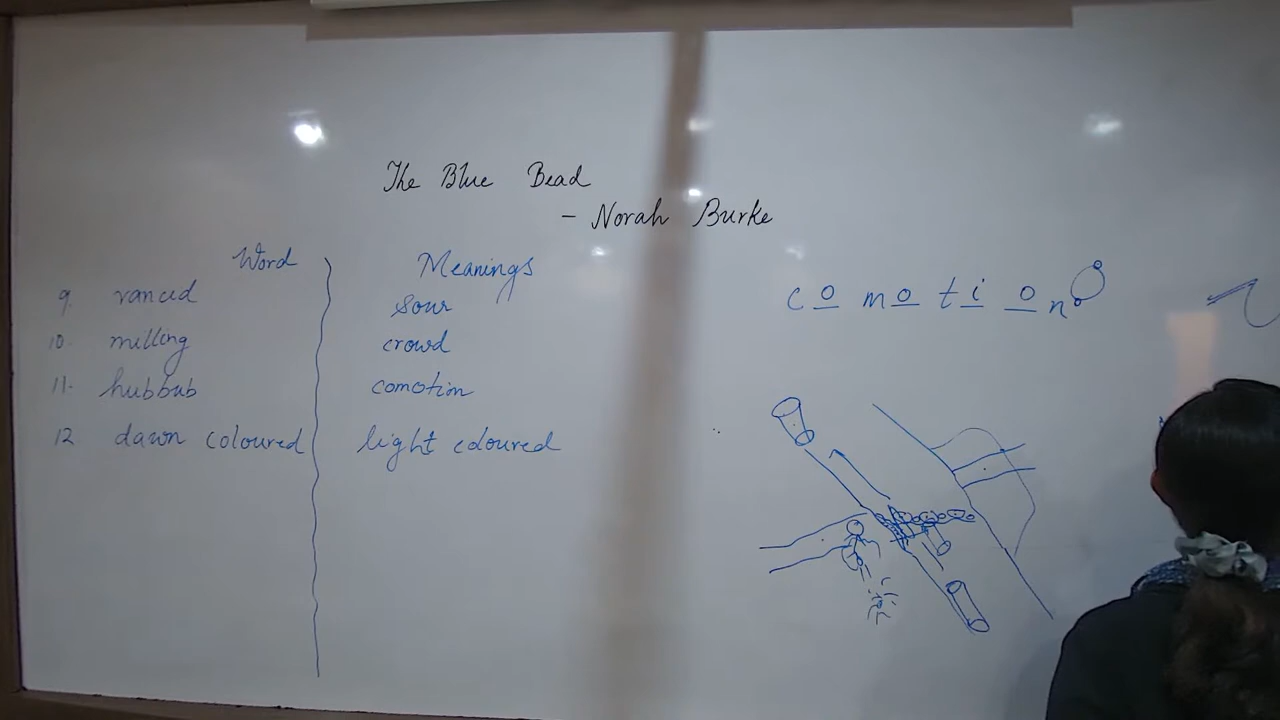 The Blue Bead
- Norah Burke
Word Meanings
9. ranced sour
10. milling crowd
11. hubbub comotion
12 dawn coloured light coloured
c o m o t i o n